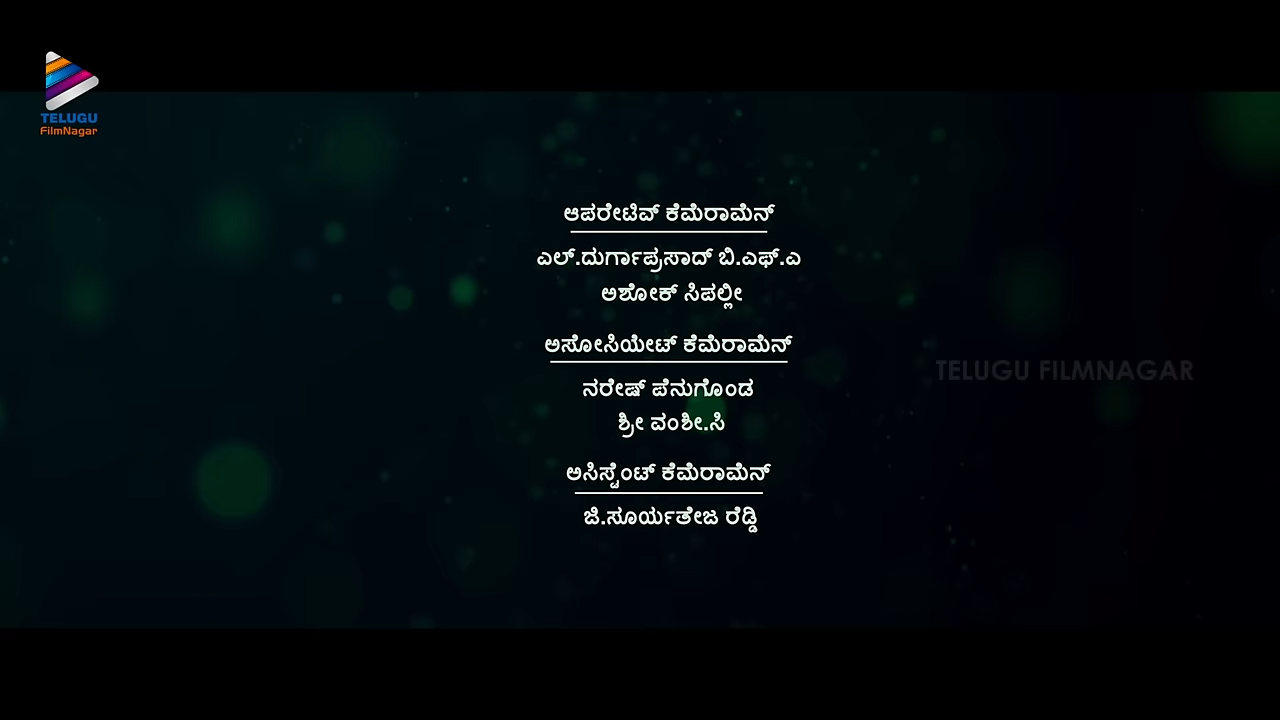 TELUGU
FilmNagar
ಆಪರೇಟಿವ್ ಕೆಮೆರಾಮೆನ್
ಎಲ್.ದುರ್ಗಾಪ್ರಸಾದ್ ಬಿ.ಎಫ್.ಎ
ಅಶೋಕ್ ಸಿಪಲ್ಲೀ
ಅಸೋಸಿಯೇಟ್ ಕೆಮೆರಾಮೆನ್
ನರೇಷ್ ಪೆನುಗೊಂಡ
ಶ್ರೀ ವಂಶೀ.ಸಿ
ಅಸಿಸ್ಟೆಂಟ್ ಕೆಮೆರಾಮೆನ್
ಜಿ.ಸೂರ್ಯತೇಜ ರೆಡ್ಡಿ
TELUGU FILMNAGAR